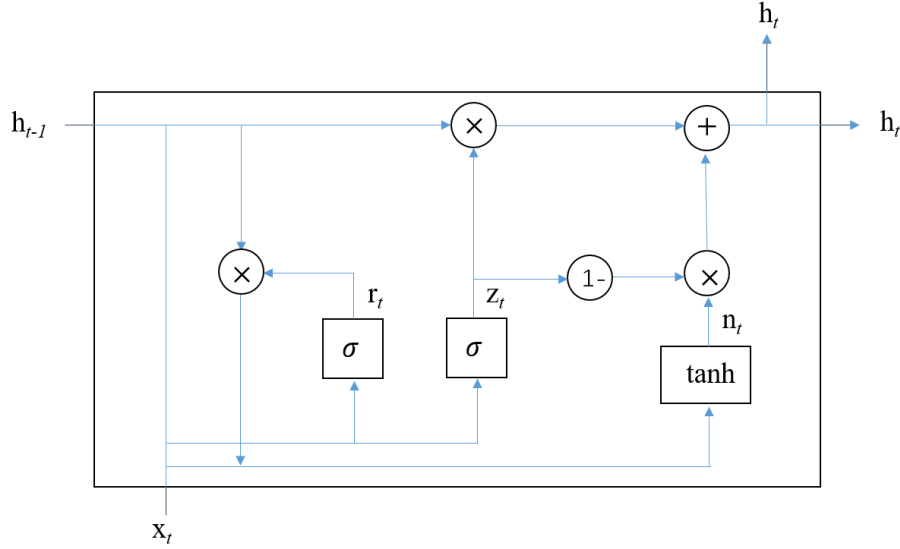 h_t
h_{t-1}
×
+
h_t
×
1-
×
r_t
z_t
n_t
σ
σ
tanh
x_t